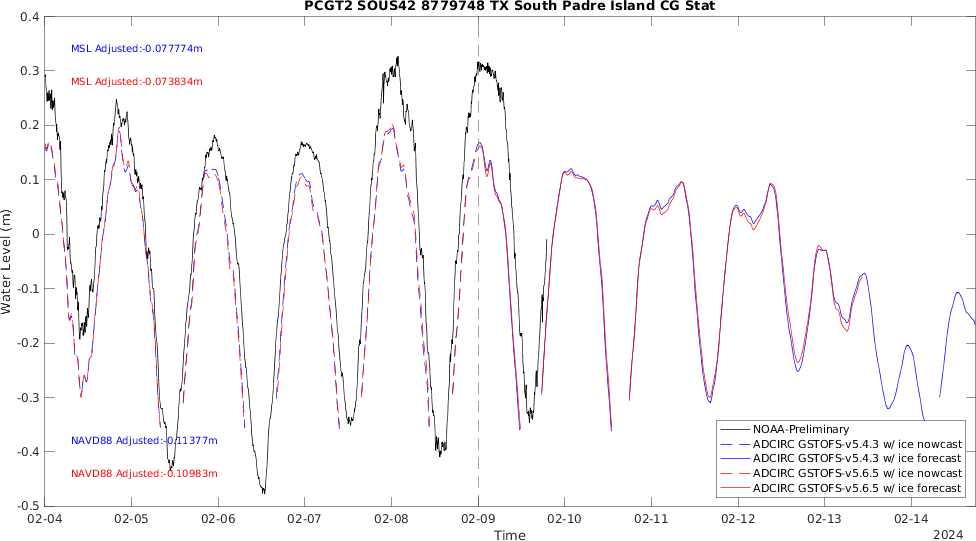 PCGT2 SOUS42 8779748 TX South Padre Island CG Stat
0.4
0.3
0.2
0.1
0
-0.1
-0.2
-0.3
-0.4
-0.5
Water Level (m)
MSL Adjusted:-0.077774m
MSL Adjusted:-0.073834m
NAVD88 Adjusted:-0.11377m
NAVD88 Adjusted:-0.10983m
NOAA-Preliminary
ADCIRC GSTOFS-v5.4.3 w/ ice nowcast
ADCIRC GSTOFS-v5.4.3 w/ ice forecast
ADCIRC GSTOFS-v5.6.5 w/ ice nowcast
ADCIRC GSTOFS-v5.6.5 w/ ice forecast
02-04 02-05 02-06 02-07 02-08 02-09 02-10 02-11 02-12 02-13 02-14
Time
2024